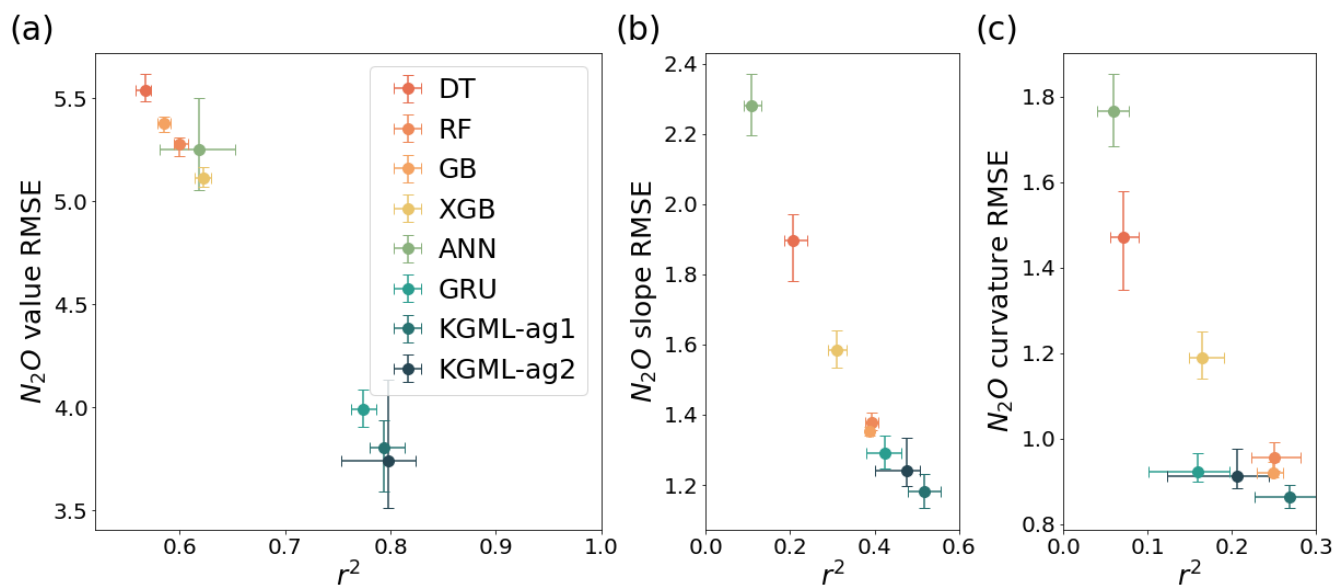 (a)
N₂O value RMSE
5.5
5.0
4.5
4.0
3.5
0.6 0.7 0.8 0.9 1.0
r²
DT
RF
GB
XGB
ANN
GRU
KGML-ag1
KGML-ag2
(b)
N₂O slope RMSE
2.4
2.2
2.0
1.8
1.6
1.4
1.2
0.0 0.2 0.4 0.6
r²
(c)
N₂O curvature RMSE
1.8
1.6
1.4
1.2
1.0
0.8
0.0 0.1 0.2 0.3
r²